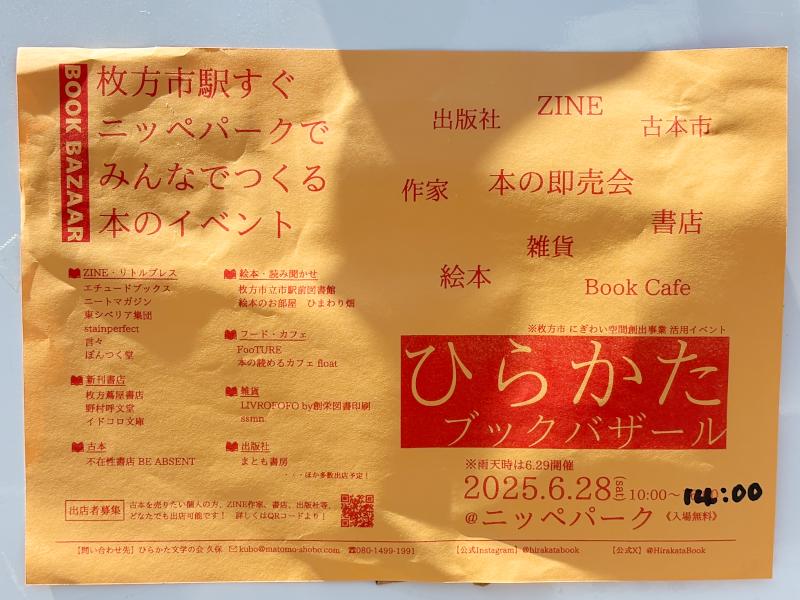 BOOK BAZAAR
枚方市駅すぐ
ニッペパークで
みんなでつくる
本のイベント
ZINE・リトルプレス
エチュードブックス
ニートマガジン
東シベリア集団
stainperfect
言々
ぽんつく堂
新刊書店
枚方蔦屋書店
野村呼文堂
イドコロ文庫
古本
不在性書店 BE ABSENT
絵本・読み聞かせ
枚方市立市駅前図書館
絵本のお部屋 ひまわり畑
フード・カフェ
FooTURE
本の読めるカフェ float
雑貨
LIVROFOFO by創栄図書印刷
ssmn
出版社
まとも書房
・・・ほか多数出店予定!
出店者募集
古本を売りたい個人の方、ZINE作家、書店、出版社等、
どなたでも出店可能です! 詳しくはQRコードより!
出版社
ZINE
古本市
作家
本の即売会
書店
雑貨
絵本
Book Cafe
※枚方市 にぎわい空間創出事業 活用イベント
ひらかた
ブックバザール
※雨天時は6.29開催
2025.6.28(sat) 10:00～14:00
@ニッペパーク《入場無料》
【問い合わせ先】ひらかた文学の会 久保 ✉kubo@matomo-shobo.com ☎080-1499-1991 【公式Instagram】@hirakatabook 【公式X】@HirakataBook